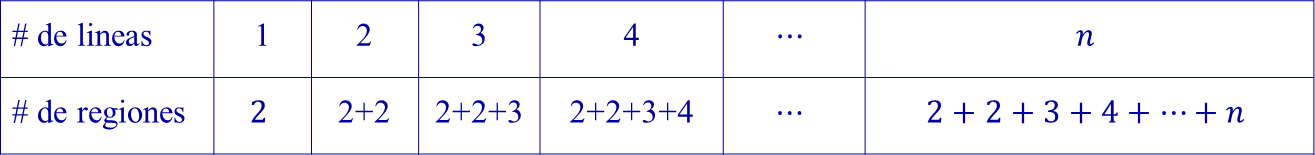 # de lineas 1 2 3 4 ⋯ n
# de regiones 2 2+2 2+2+3 2+2+3+4 ⋯ 2 + 2 + 3 + 4 + ⋯ + n